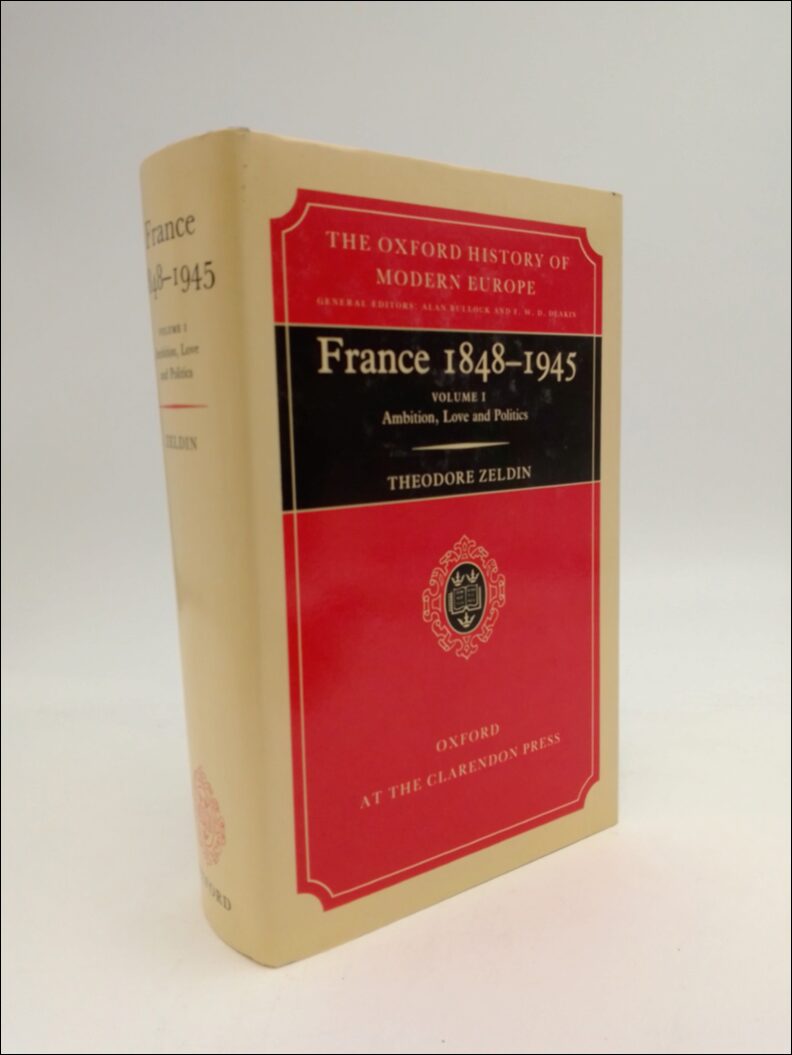 France
1848–1945
VOLUME I
Ambition, Love
and Politics
ZELDIN
OXFORD
THE OXFORD HISTORY OF
MODERN EUROPE
GENERAL EDITORS: ALAN BULLOCK AND F. W. D. DEAKIN
France 1848–1945
VOLUME I
Ambition, Love and Politics
THEODORE ZELDIN
OXFORD
AT THE CLARENDON PRESS